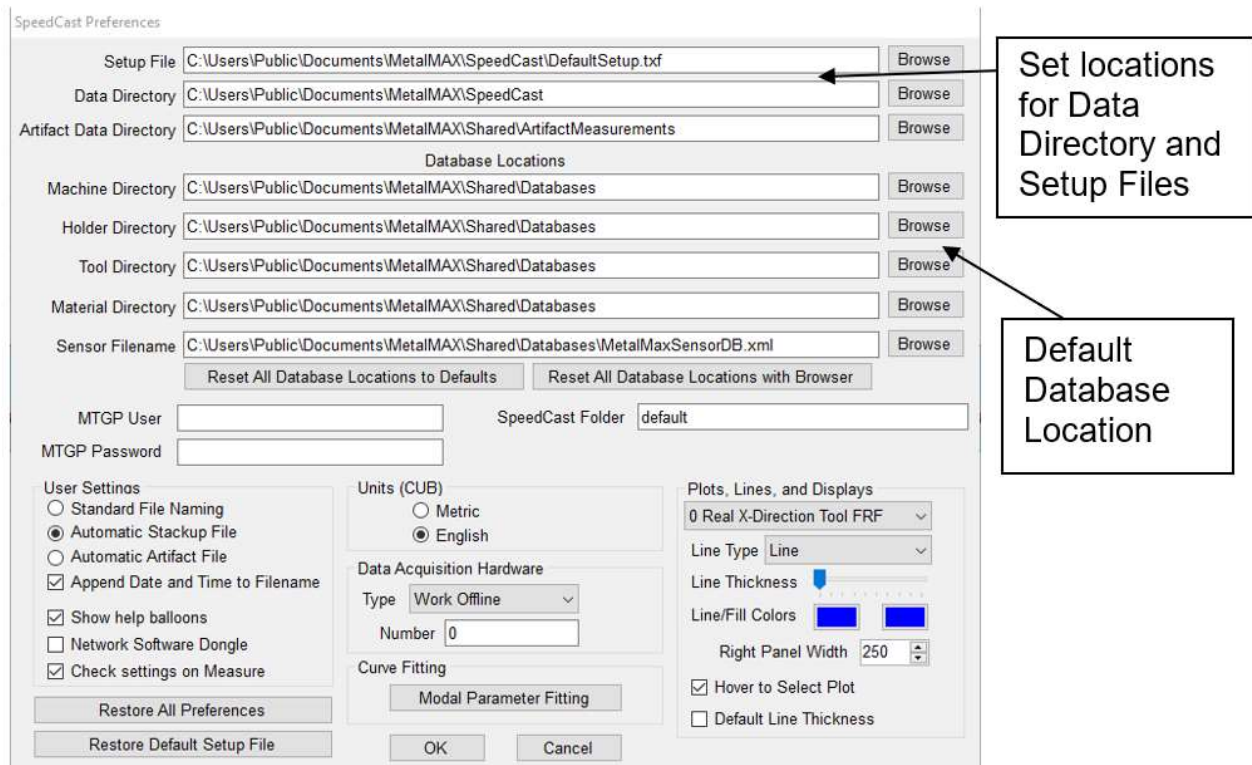 SpeedCast Preferences
Setup File C:\Users\Public\Documents\MetalMAX\SpeedCast\DefaultSetup.txf Browse
Data Directory C:\Users\Public\Documents\MetalMAX\SpeedCast Browse
Artifact Data Directory C:\Users\Public\Documents\MetalMAX\Shared\ArtifactMeasurements Browse
Database Locations
Machine Directory C:\Users\Public\Documents\MetalMAX\Shared\Databases Browse
Holder Directory C:\Users\Public\Documents\MetalMAX\Shared\Databases Browse
Tool Directory C:\Users\Public\Documents\MetalMAX\Shared\Databases Browse
Material Directory C:\Users\Public\Documents\MetalMAX\Shared\Databases Browse
Sensor Filename C:\Users\Public\Documents\MetalMAX\Shared\Databases\MetalMaxSensorDB.xml Browse
Reset All Database Locations to Defaults Reset All Database Locations with Browser
MTGP User SpeedCast Folder default
MTGP Password
User Settings
Standard File Naming
Automatic Stackup File
Automatic Artifact File
Append Date and Time to Filename
Show help balloons
Network Software Dongle
Check settings on Measure
Restore All Preferences
Restore Default Setup File
Units (CUB)
Metric
English
Data Acquisition Hardware
Type Work Offline
Number 0
Curve Fitting
Modal Parameter Fitting
OK Cancel
Plots, Lines, and Displays
0 Real X-Direction Tool FRF
Line Type Line
Line Thickness
Line/Fill Colors
Right Panel Width 250
Hover to Select Plot
Default Line Thickness
Set locations
for Data
Directory and
Setup Files
Default
Database
Location